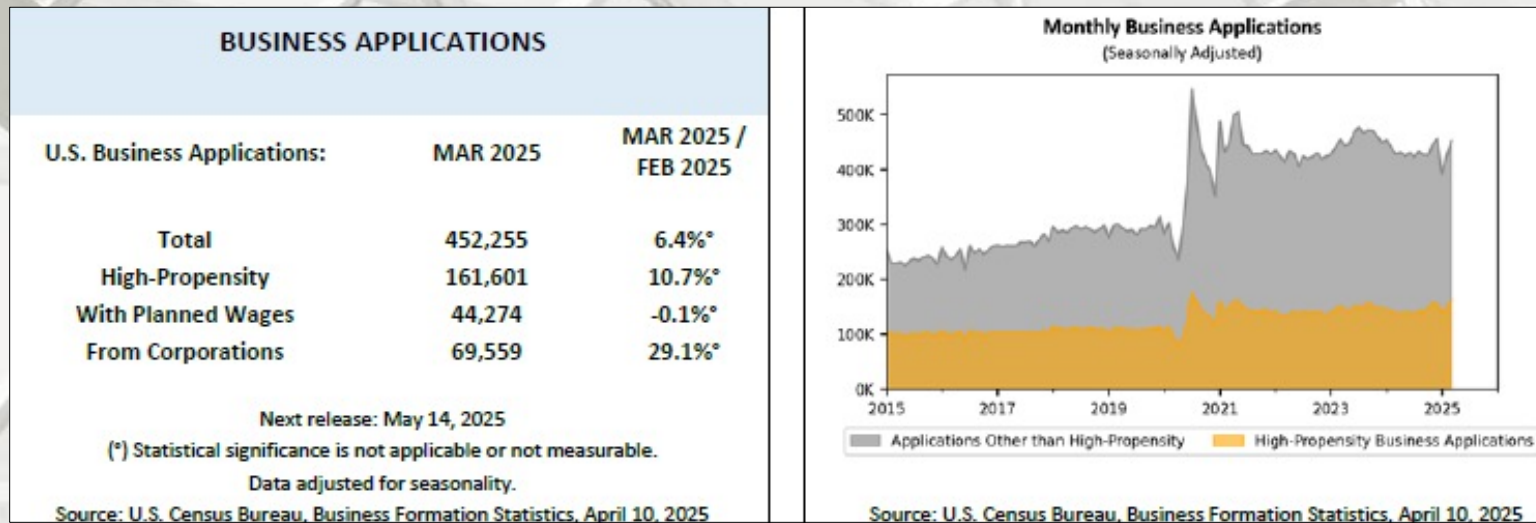 BUSINESS APPLICATIONS
U.S. Business Applications: MAR 2025 MAR 2025 / FEB 2025
Total 452,255 6.4%°
High-Propensity 161,601 10.7%°
With Planned Wages 44,274 -0.1%°
From Corporations 69,559 29.1%°
Next release: May 14, 2025
(°) Statistical significance is not applicable or not measurable.
Data adjusted for seasonality.
Source: U.S. Census Bureau, Business Formation Statistics, April 10, 2025
Monthly Business Applications
(Seasonally Adjusted)
500K
400K
300K
200K
100K
0K
2015 2017 2019 2021 2023 2025
Applications Other than High-Propensity High-Propensity Business Applications
Source: U.S. Census Bureau, Business Formation Statistics, April 10, 2025